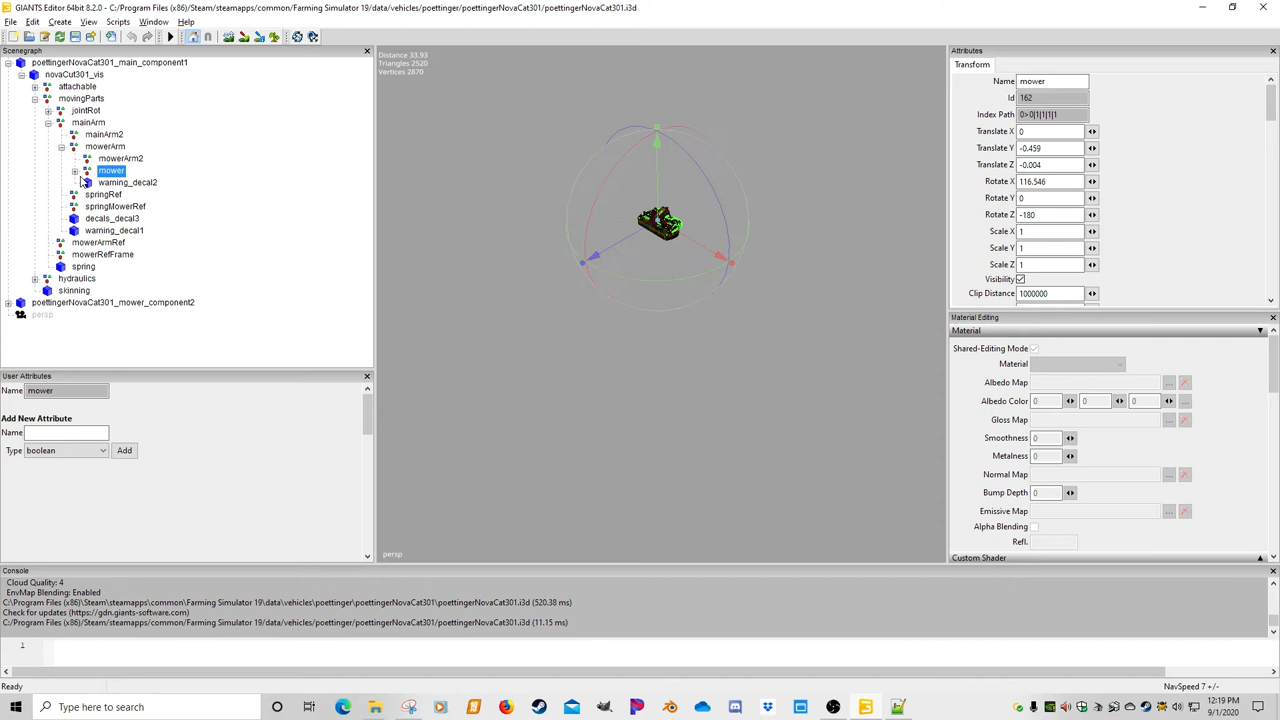 GIANTS Editor 64bit 8.2.0 - C:/Program Files (x86)/Steam/steamapps/common/Farming Simulator 19/data/vehicles/poettinger/poettingerNovaCat301/poettingerNovaCat301.i3d
File Edit Create View Scripts Window Help
Scenegraph
poettingerNovaCat301_main_component1
novaCut301_vis
attachable
movingParts
jointRot
mainArm
mainArm2
mowerArm
mowerArm2
mower
warning_decal2
springRef
springMowerRef
decals_decal3
warning_decal1
mowerArmRef
mowerRefFrame
spring
hydraulics
skinning
poettingerNovaCat301_mower_component2
persp
User Attributes
Name mower
Add New Attribute
Name
Type boolean Add
Distance 33.93
Triangles 2520
Vertices 2870
persp
Attributes
Transform
Name mower
Id 162
Index Path 0>0|1|1|1|1
Translate X 0
Translate Y -0.459
Translate Z -0.004
Rotate X 116.546
Rotate Y 0
Rotate Z -180
Scale X 1
Scale Y 1
Scale Z 1
Visibility
Clip Distance 1000000
Material Editing
Material
Shared-Editing Mode
Material
Albedo Map ...
Albedo Color 0 0 0 ...
Gloss Map ...
Smoothness 0
Metalness 0
Normal Map ...
Bump Depth 0
Emissive Map ...
Alpha Blending
Refl.
Custom Shader
Console
Cloud Quality: 4
EnvMap Blending: Enabled
C:\Program Files (x86)\Steam\steamapps\common\Farming Simulator 19\data\vehicles\poettinger\poettingerNovaCat301\poettingerNovaCat301.i3d (520.38 ms)
Check for updates (https://gdn.giants-software.com)
C:/Program Files (x86)/Steam/steamapps/common/Farming Simulator 19/data/vehicles/poettinger/poettingerNovaCat301/poettingerNovaCat301.i3d (11.15 ms)
1
Ready
NavSpeed 7 +/-
Type here to search
12:19 PM
9/1/2020